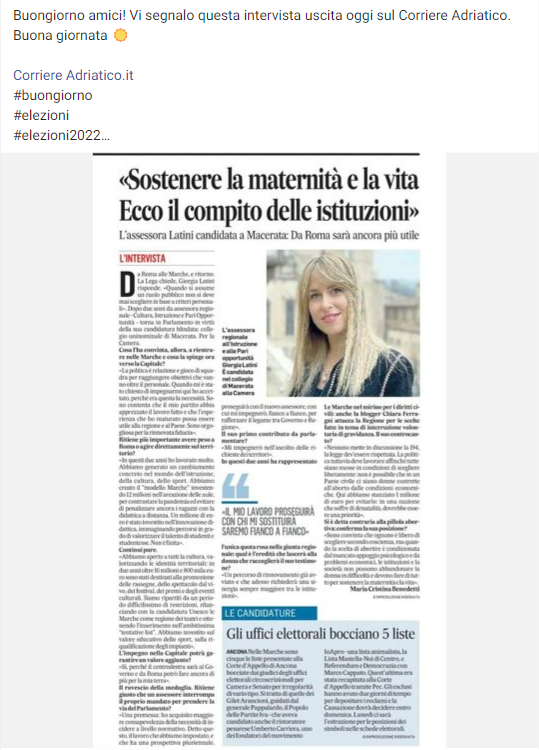 Buongiorno amici! Vi segnalo questa intervista uscita oggi sul Corriere Adriatico.
Buona giornata
Corriere Adriatico.it
#buongiorno
#elezioni
#elezioni2022...
«Sostenere la maternità e la vita
Ecco il compito delle istituzioni»
L'assessora Latini candidata a Macerata: Da Roma sarà ancora più utile
L'INTERVISTA
Da Roma alle Marche, e ritorno.
La Lega chiede, Giorgia Latini
risponde. «Quando si assume
un ruolo pubblico non si deve
mai scegliere in base a criteri personali
». Dopo due anni da assessora regionale
- Cultura, Istruzione e Pari Opportunità
- torna in Parlamento in virtù
della sua candidatura blindata: collegio
uninominale di Macerata. Per la
Camera.
Cosa l'ha convinta, allora, a rientrare
nelle Marche e cosa la spinge ora
verso la Capitale?
«La politica è relazione e gioco di squadra
per raggiungere obiettivi che vanno
oltre il personale. Quando mi è stato
chiesto di impegnarmi qui ho accettato,
perché era questa la necessità. Sono
contenta che il mio partito abbia
apprezzato il lavoro fatto e che l'esperienza
che ho maturato possa essere
utile alla regione e al Paese. Sono orgogliosa
per la rinnovata fiducia».
Ritiene più importante avere peso a
Roma o agire direttamente sul territorio?
«In questi due anni ho lavorato molto.
Abbiamo generato un cambiamento
concreto nel mondo dell'istruzione,
della cultura, dello sport. Abbiamo
creato il "modello Marche" investendo
12 milioni nell'areazione delle aule,
per contrastare la pandemia ed evitare
di penalizzare ancora i ragazzi con la
didattica a distanza. Un milione di euro
è stato investito nell'innovazione didattica,
immaginando percorsi in grado
di valorizzare il talento di studenti e
studentesse. Non è finita».
Continui pure.
«Abbiamo aperto a tutti la cultura, valorizzando
le identità territoriali; in
due anni oltre 16 milioni e 800 mila euro
sono stati destinati alla promozione
delle rassegne, dello spettacolo dal vivo,
dei festival, dei premi e degli eventi
culturali. Siamo ripartiti da un periodo
difficilissimo di restrizioni, rilanciando
con la candidatura Unesco le
Marche come regione dei teatri e ottenendo
l'inserimento nell'ambitissima
"tentative list". Abbiamo investito sul
valore educativo dello sport, sulla riqualificazione
degli impianti».
L'impegno nella Capitale potrà garantirvi
un valore aggiunto?
«Sì, perché il centrodestra sarà al Governo
e da Roma potrò fare ancora di
più per la mia terra».
Il rovescio della medaglia. Ritiene
giusto che un assessore interrompa
il proprio mandato per prendere la
via del Parlamento?
«Una premessa: ho acquisito maggiore
consapevolezza della necessità di incidere
a livello normativo. Detto questo,
il lavoro che abbiamo impostato, e
che ha una prospettiva pluriennale,
L'assessora
regionale
all'Istruzione
e alle Pari
opportunità
Giorgia Latini
È candidata
nel collegio
di Macerata
alla Camera
proseguirà con il nuovo assessore, con
cui mi impegnerò, fianco a fianco, per
rafforzare il legame tra Governo e Regione».
Il suo primo contributo da parlamentare?
«Mi impegnerò nell'ascolto delle richieste
dei territori».
In questi due anni ha rappresentato
«IL MIO LAVORO PROSEGUIRÀ
CON CHI MI SOSTITUIRÀ
SAREMO FIANCO A FIANCO»
l'unica quota rosa nella giunta regionale:
qual è l'eredità che lascerà alla
donna che raccoglierà il suo testimone?
«Un percorso di rinnovamento già avviato
e che adesso richiederà una sinergia
sempre maggiore tra le istituzioni».
Le Marche nel mirino per i diritti civili:
anche la blogger Chiara Ferragni
attacca la Regione per le scelte
fatte in tema di interruzione volontaria
di gravidanza. Il suo controcanto?
«Nessuno mette in discussione la 194,
la legge dev'essere rispettata. La politica
tuttavia deve lavorare affinché tutte
siano messe in condizioni di scegliere
liberamente: non è possibile che in un
Paese civile ci siano donne costrette
all'aborto dalle condizioni economiche.
Qui abbiamo stanziato 1 milione
di euro per evitarle: in una nazione
che soffre di denatalità, dovrebbe essere
una priorità».
Si è detta contraria alla pillola abortiva:
conferma la sua posizione?
«Sono convinta che ognuno è libero di
scegliere secondo coscienza, ma quando
la scelta di abortire è condizionata
dal mancato appoggio psicologico e da
problemi economici, le istituzioni e la
società non possono abbandonare la
donna in difficoltà e devono fare di tutto
per sostenere la maternità e la vita».
Maria Cristina Benedetti
© RIPRODUZIONE RISERVATA
LE CANDIDATURE
Gli uffici elettorali bocciano 5 liste
ANCONA Nelle Marche sono
cinque le liste presentate alla
Corte d'Appello di Ancona
bocciate dai giudici degli uffici
elettorali circoscrizionali per
Camera e Senato per irregolarità
di vario tipo. Si tratta di quelle dei
Gilet Arancioni, guidati dal
generale Pappalardo, il Popolo
delle Partite Iva - che aveva
candidato anche il ristoratore
pesarese Umberto Carriera, uno
dei fondatori del movimento
IoApro - una lista animalista, la
Lista Mastella-Noi di Centro, e
Referendum e Democrazia con
Marco Cappato. Quest'ultima era
stata recapitata alla Corte
d'Appello tramite Pec. Gli esclusi
hanno avuto due giorni di tempo
per depositare i reclami e la
Cassazione dovrà decidere entro
domenica. Lunedì ci sarà
l'estrazione per le posizioni dei
simboli nelle schede elettorali.
© RIPRODUZIONE RISERVATA